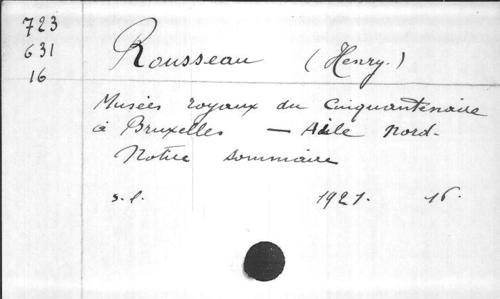 723
631
16
Rousseau (Henry.)
Musées royaux du Cinquantenaire
à Bruxelles — Aile Nord-
Notice sommaire
s.l. 1921. 16.